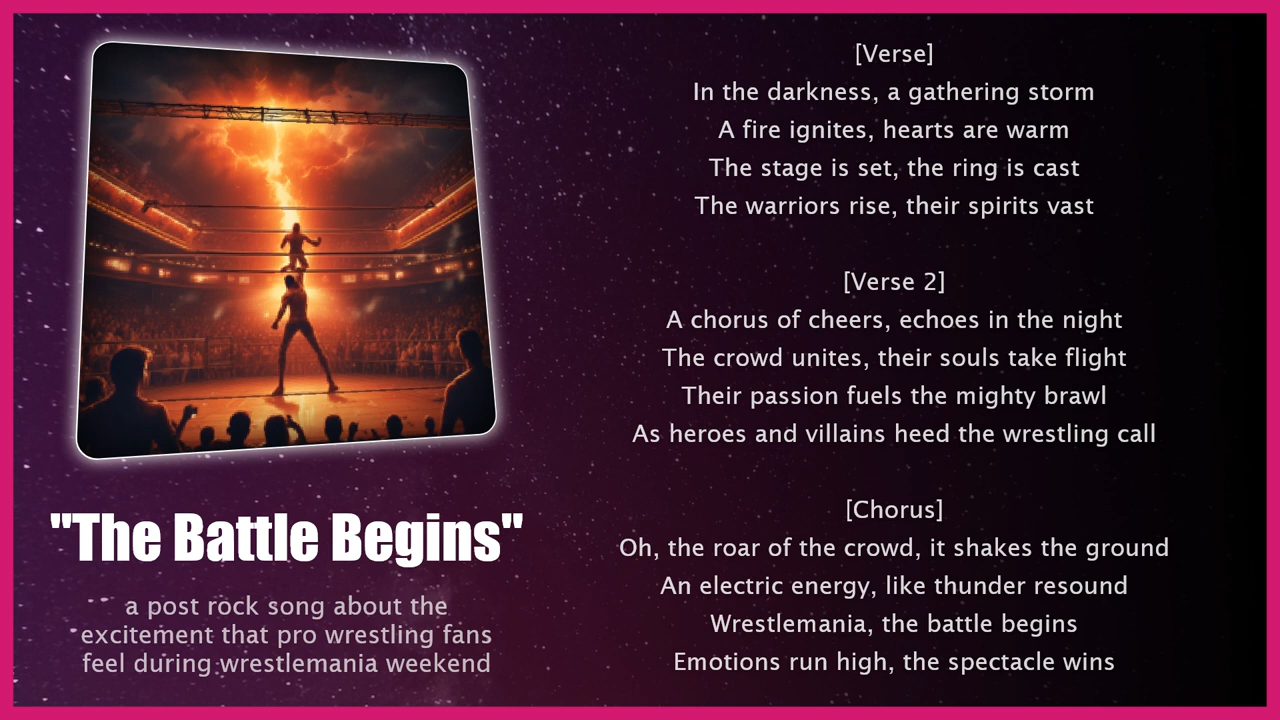 "The Battle Begins"
a post rock song about the
excitement that pro wrestling fans
feel during wrestlemania weekend
[Verse]
In the darkness, a gathering storm
A fire ignites, hearts are warm
The stage is set, the ring is cast
The warriors rise, their spirits vast
[Verse 2]
A chorus of cheers, echoes in the night
The crowd unites, their souls take flight
Their passion fuels the mighty brawl
As heroes and villains heed the wrestling call
[Chorus]
Oh, the roar of the crowd, it shakes the ground
An electric energy, like thunder resound
Wrestlemania, the battle begins
Emotions run high, the spectacle wins